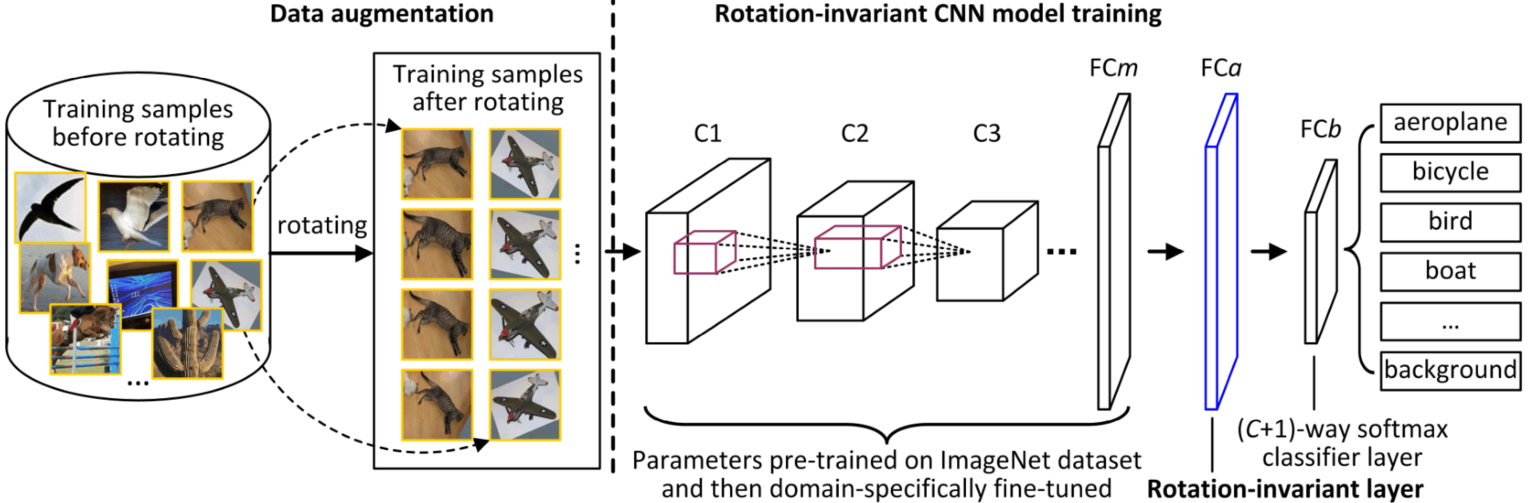 Data augmentation
Rotation-invariant CNN model training
Training samples
before rotating
...
rotating
Training samples
after rotating
...
C1
C2
C3
...
FCm
FCa
FCb
aeroplane
bicycle
bird
boat
...
background
Parameters pre-trained on ImageNet dataset
and then domain-specifically fine-tuned
(C+1)-way softmax
classifier layer
Rotation-invariant layer